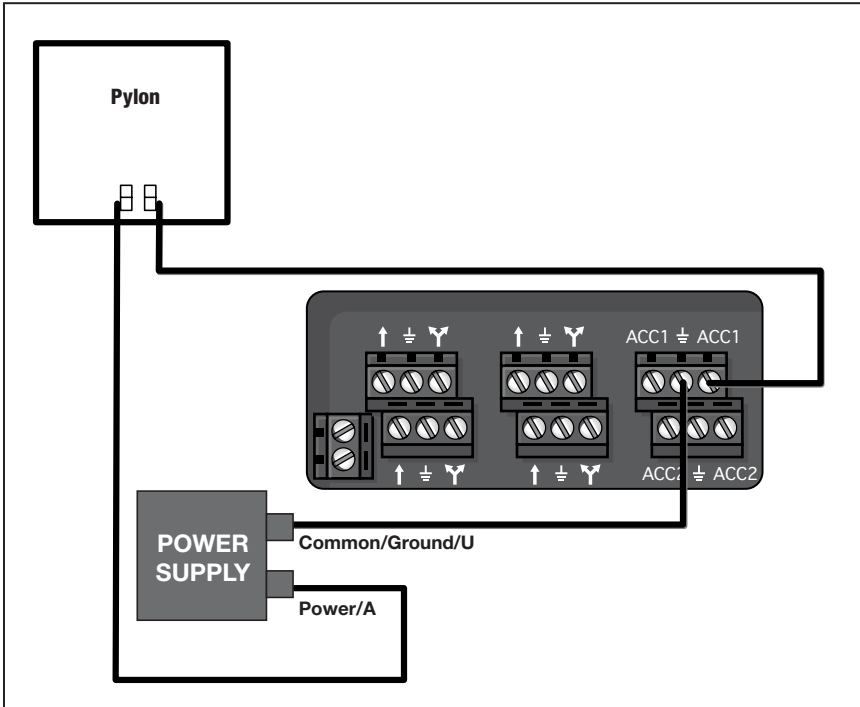 Pylon
ACC1 ACC1
ACC2 ACC2
POWER
SUPPLY
Common/Ground/U
Power/A